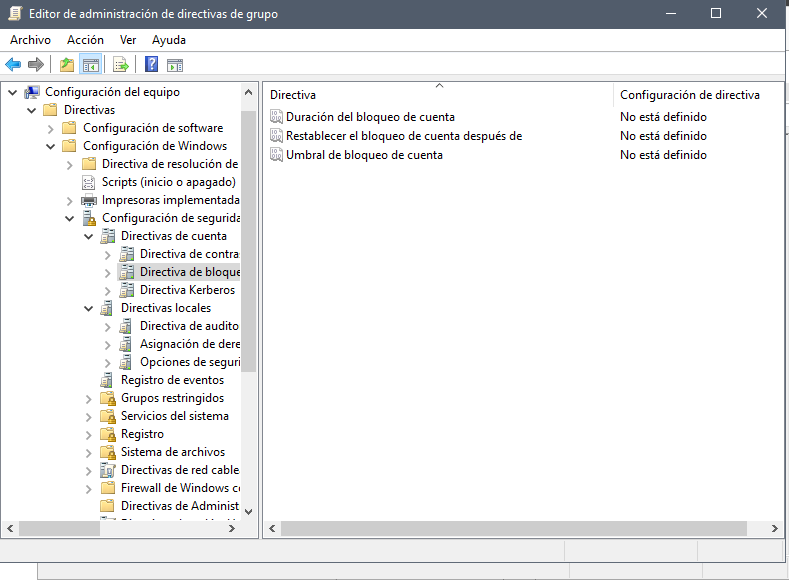 Editor de administración de directivas de grupo
Archivo Acción Ver Ayuda
Configuración del equipo
Directivas
Configuración de software
Configuración de Windows
Directiva de resolución de
Scripts (inicio o apagado)
Impresoras implementada
Configuración de segurida
Directivas de cuenta
Directiva de contra
Directiva de bloque
Directiva Kerberos
Directivas locales
Directiva de audito
Asignación de dere
Opciones de seguri
Registro de eventos
Grupos restringidos
Servicios del sistema
Registro
Sistema de archivos
Directivas de red cable
Firewall de Windows c
Directivas de Administ
Directiva Configuración de directiva
Duración del bloqueo de cuenta No está definido
Restablecer el bloqueo de cuenta después de No está definido
Umbral de bloqueo de cuenta No está definido